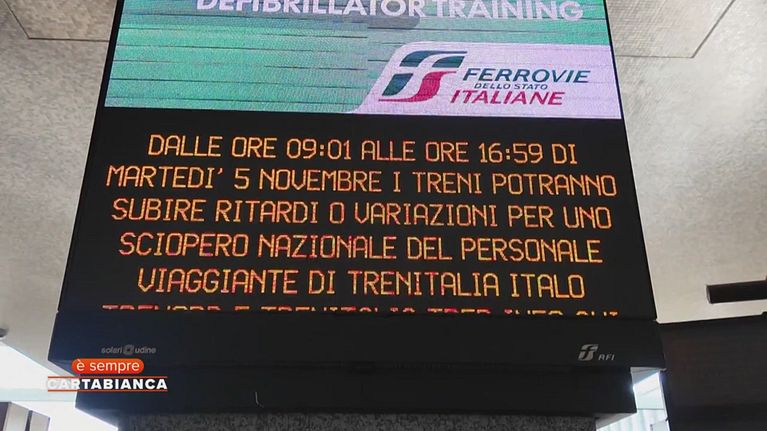 DEFIBRILLATOR TRAINING
FERROVIE
DELLO STATO
ITALIANE
DALLE ORE 09:01 ALLE ORE 16:59 DI
MARTEDI' 5 NOVEMBRE I TRENI POTRANNO
SUBIRE RITARDI O VARIAZIONI PER UNO
SCIOPERO NAZIONALE DEL PERSONALE
VIAGGIANTE DI TRENITALIA ITALO
solari udine
RFI
è sempre
CARTABIANCA